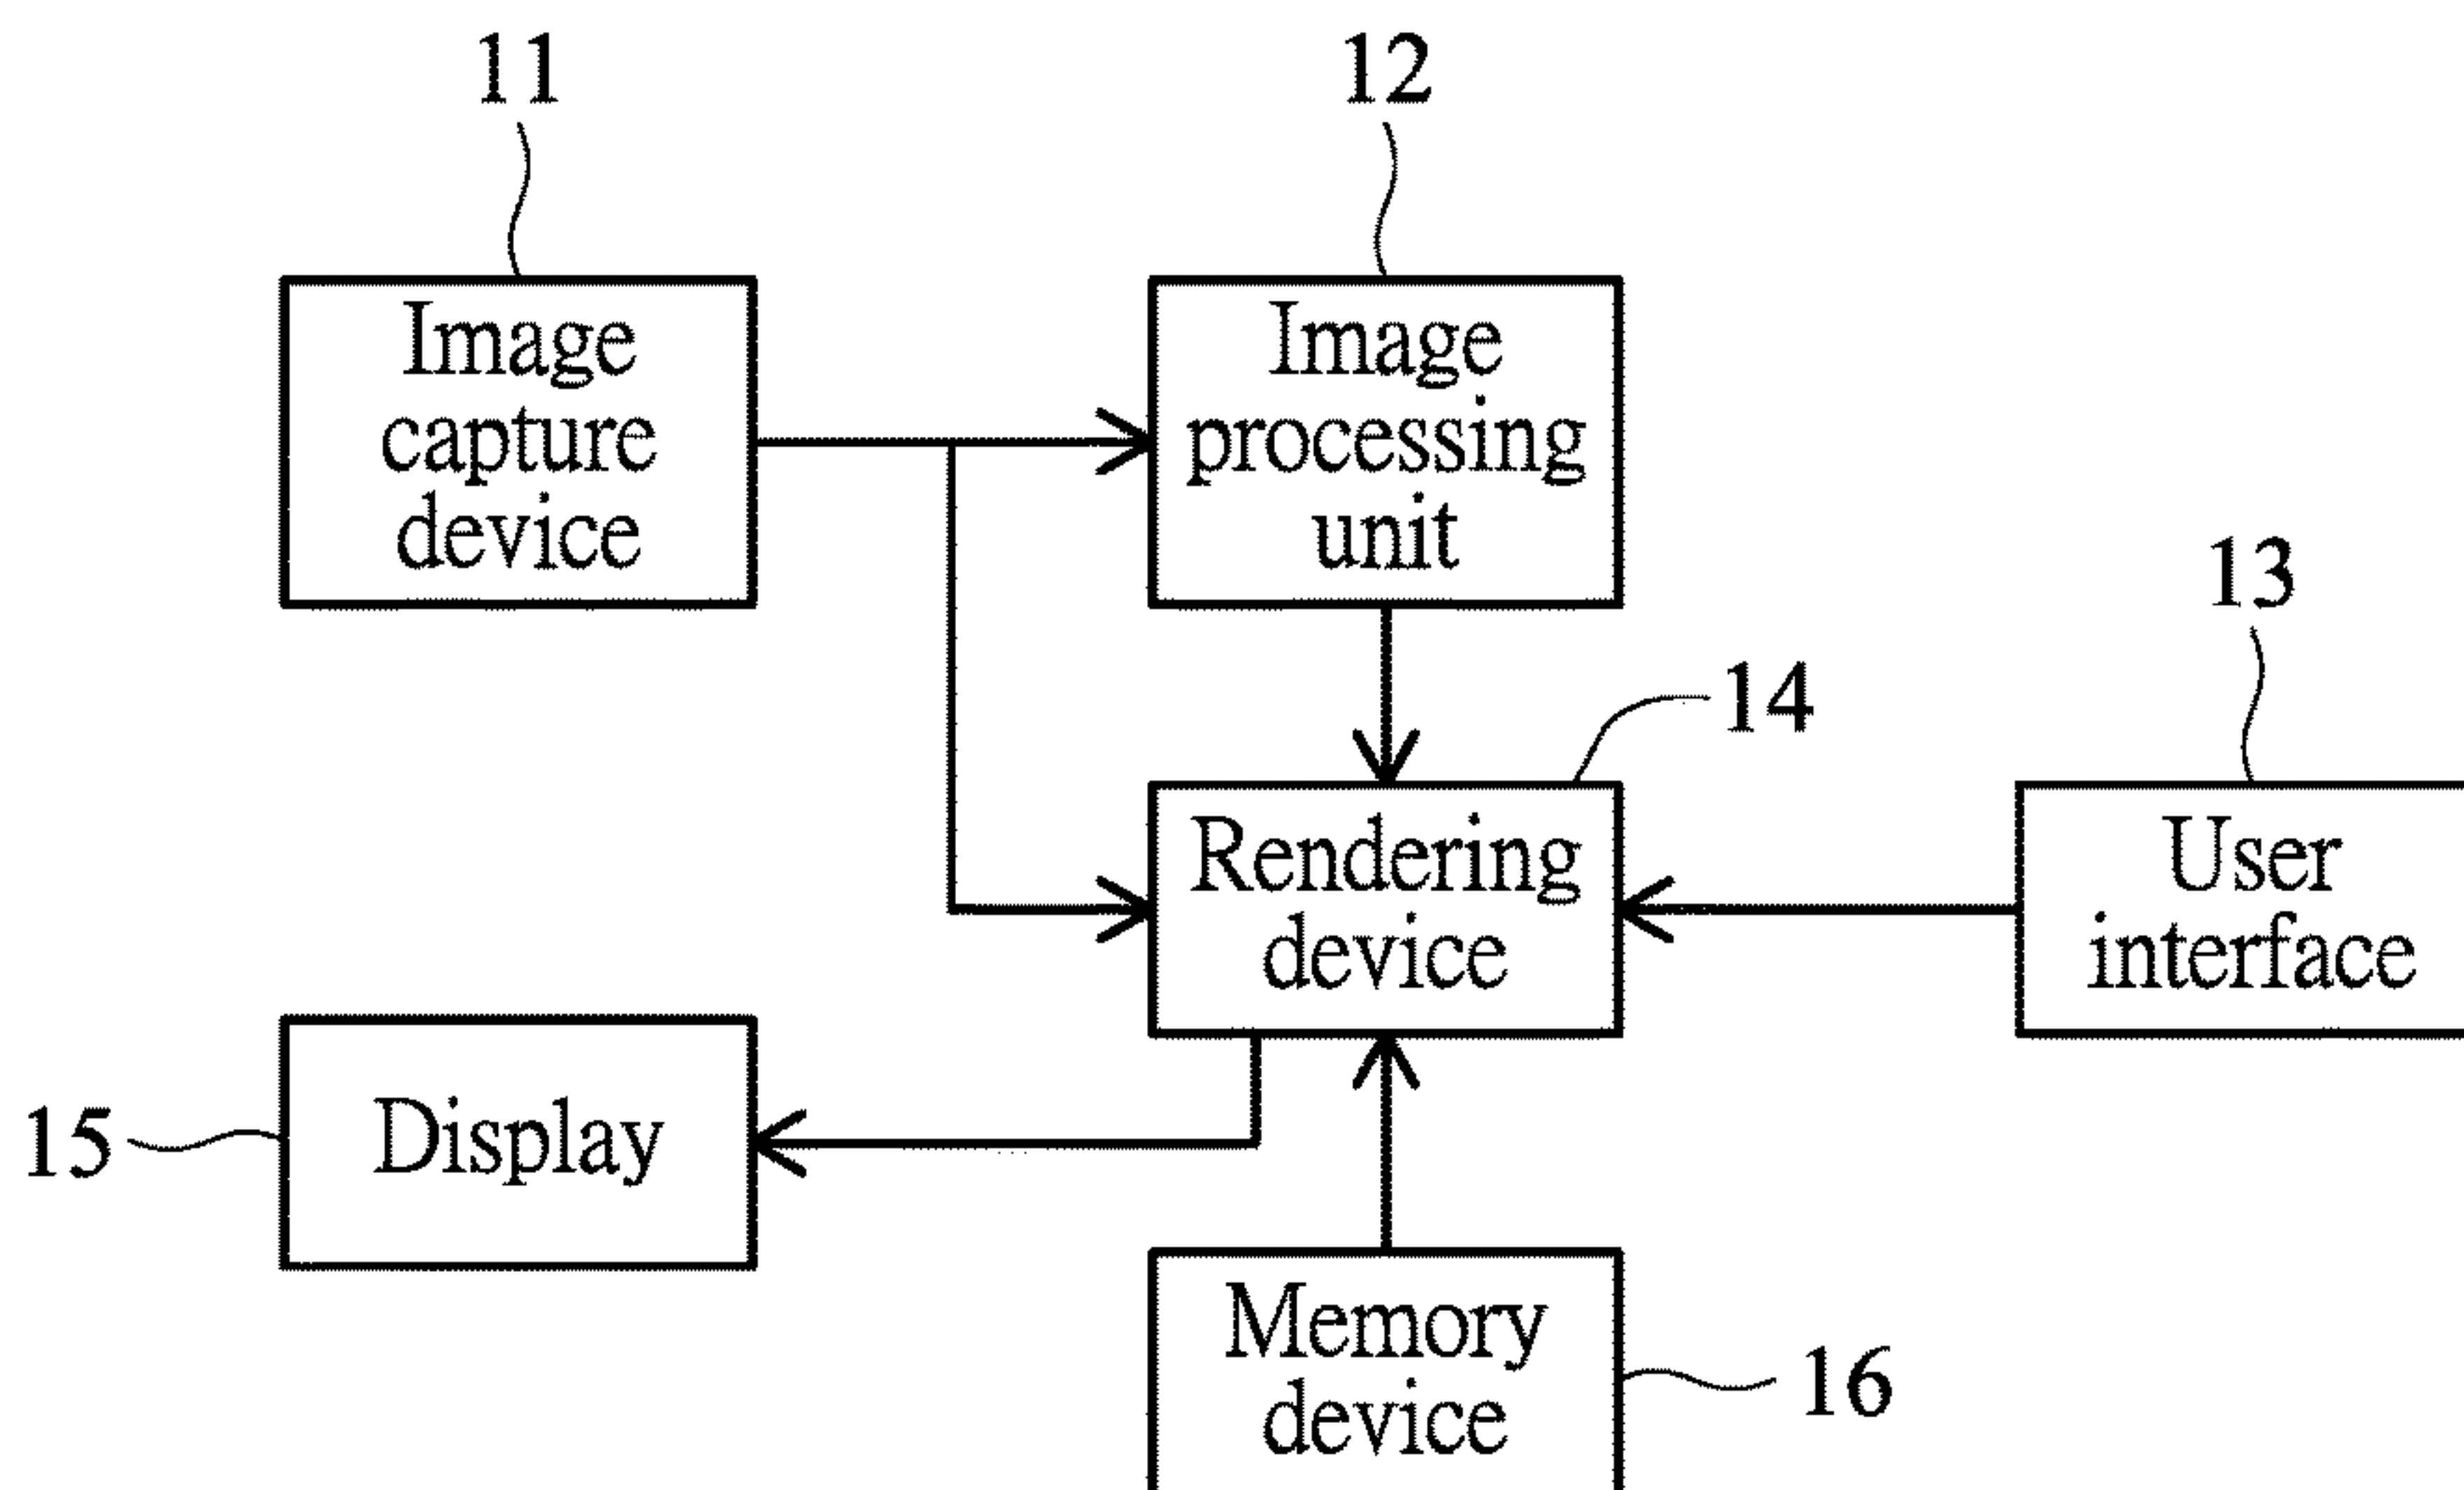 11
12
Image
capture
device
Image
processing
unit
13
14
Rendering
device
User
interface
15
Display
Memory
device
16